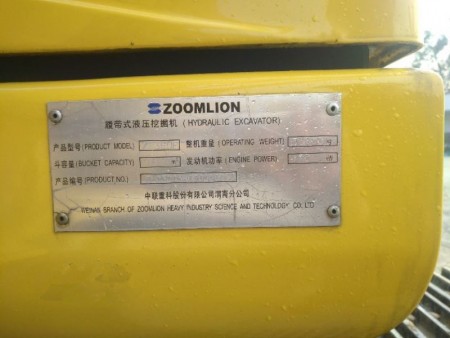 ZOOMLION
履带式液压挖掘机 (HYDRAULIC EXCAVATOR)
产品型号 (PRODUCT MODEL) 整机重量 (OPERATING WEIGHT) kg
斗容量 (BUCKET CAPACITY) m³ 发动机功率 (ENGINE POWER) kW
产品编号 (PRODUCT NO.)
中联重科股份有限公司渭南分公司
WEINAN BRANCH OF ZOOMLION HEAVY INDUSTRY SCIENCE AND TECHNOLOGY CO., LTD.